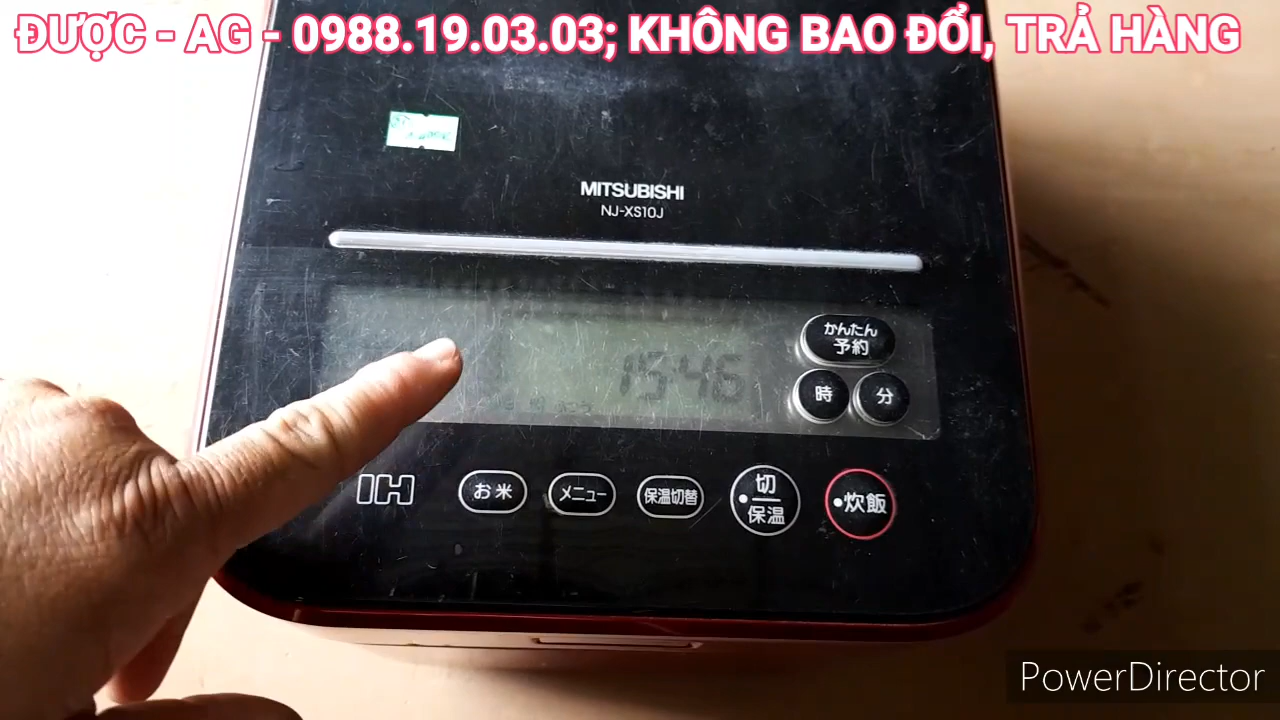 ĐƯỢC - AG - 0988.19.03.03; KHÔNG BAO ĐỔI, TRẢ HÀNG
MITSUBISHI
NJ-XS10J
かんたん
予約
15:46
時 分
IH お米 メニュー 保温切替 切 炊飯
保温
PowerDirector